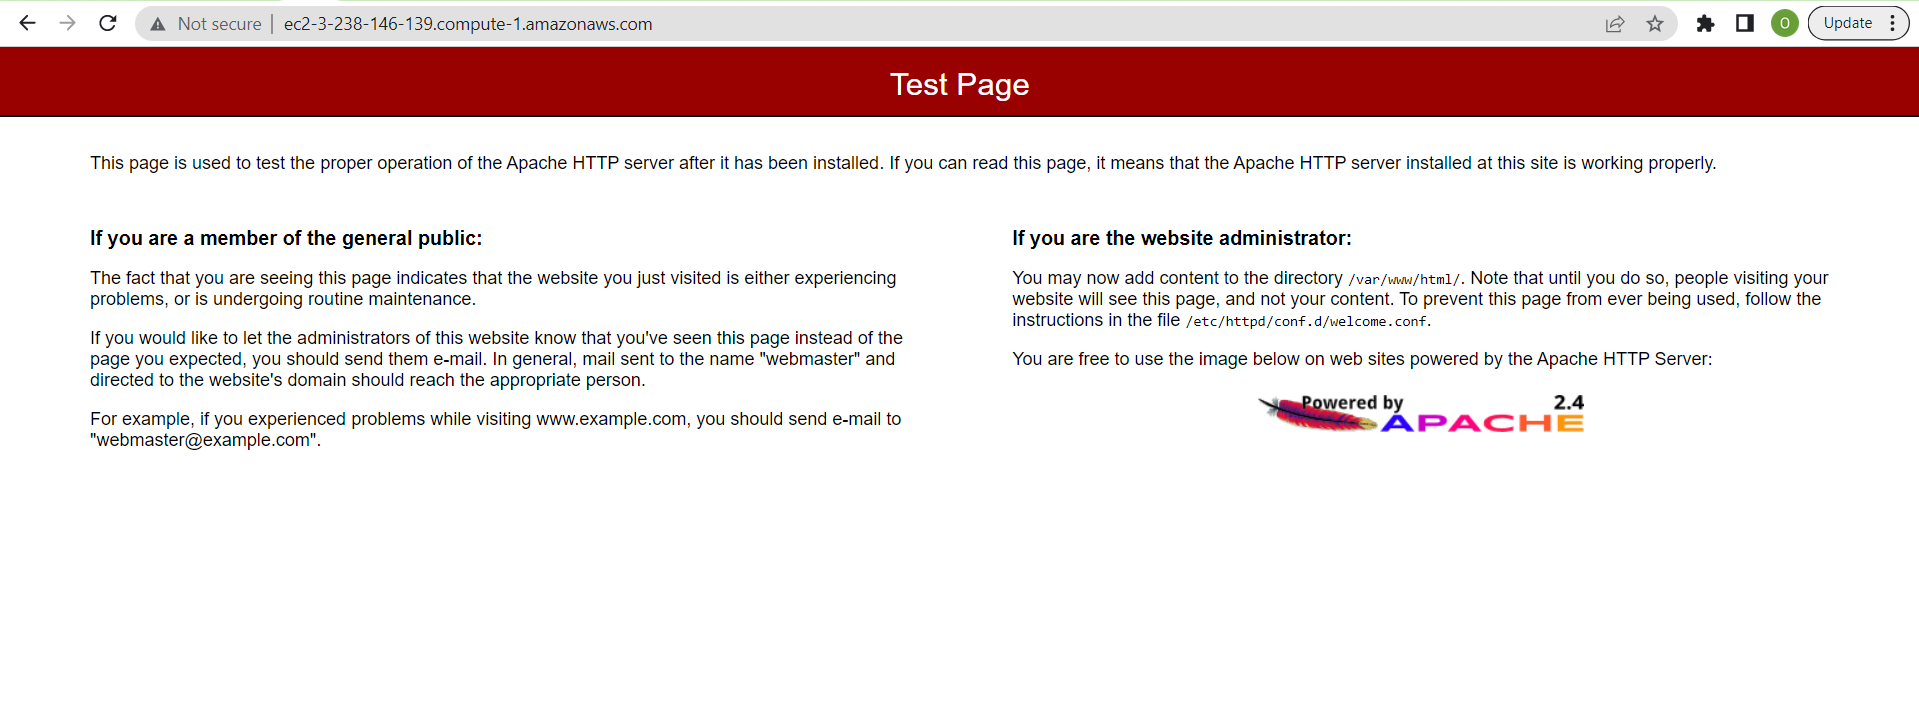 Not secure | ec2-3-238-146-139.compute-1.amazonaws.com
O
Update
Test Page
This page is used to test the proper operation of the Apache HTTP server after it has been installed. If you can read this page, it means that the Apache HTTP server installed at this site is working properly.
If you are a member of the general public:
The fact that you are seeing this page indicates that the website you just visited is either experiencing
problems, or is undergoing routine maintenance.
If you would like to let the administrators of this website know that you've seen this page instead of the
page you expected, you should send them e-mail. In general, mail sent to the name "webmaster" and
directed to the website's domain should reach the appropriate person.
For example, if you experienced problems while visiting www.example.com, you should send e-mail to
"webmaster@example.com".
If you are the website administrator:
You may now add content to the directory /var/www/html/. Note that until you do so, people visiting your
website will see this page, and not your content. To prevent this page from ever being used, follow the
instructions in the file /etc/httpd/conf.d/welcome.conf.
You are free to use the image below on web sites powered by the Apache HTTP Server:
Powered by 2.4
APACHE